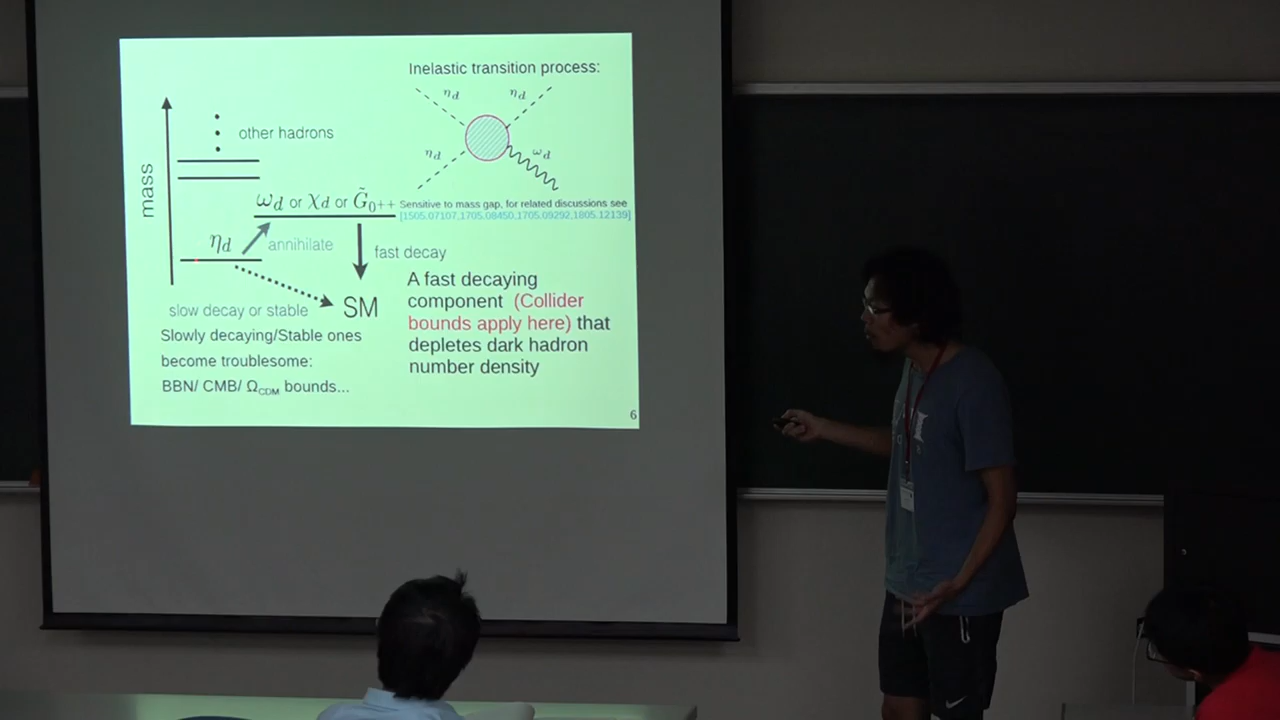 Inelastic transition process:
η_d η_d
other hadrons
η_d ω_d
mass
ω_d or χ_d or G̃_0++
Sensitive to mass gap, for related discussions see
[1505.07107,1705.08450,1705.09292,1805.12139]
η_d
annihilate
fast decay
slow decay or stable
SM
Slowly decaying/Stable ones
become troublesome:
BBN/ CMB/ Ω_CDM bounds...
A fast decaying
component (Collider
bounds apply here) that
depletes dark hadron
number density
6